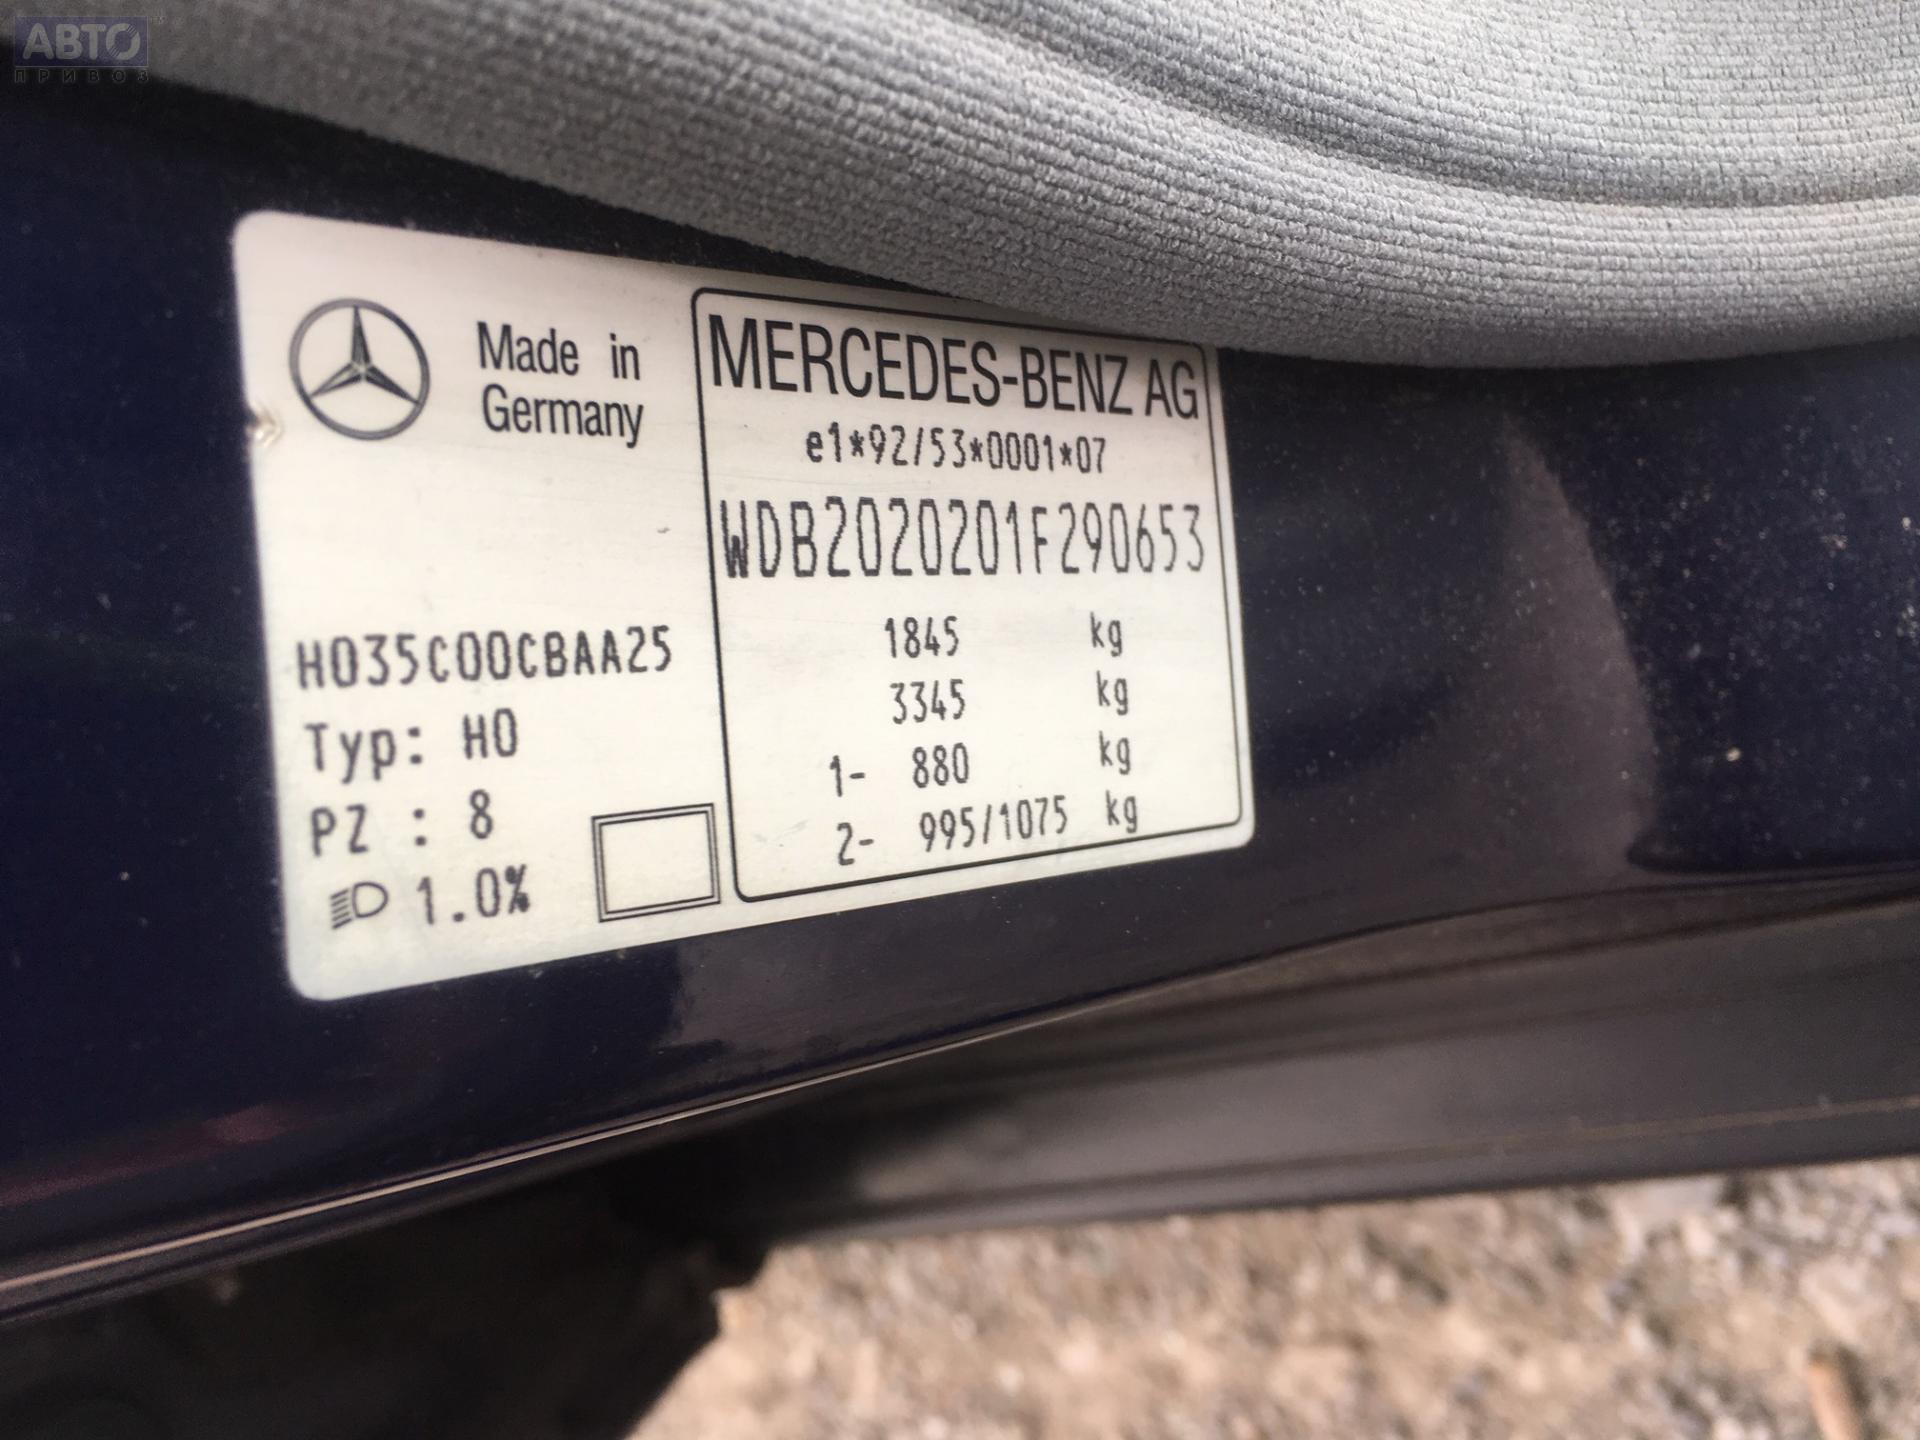 АВТО
ПРИВОЗ
Made in
Germany
H035C00CBAA25
Typ: H0
PZ : 8
1.0%
MERCEDES-BENZ AG
e1*92/53*0001*07
WDB2020201F290653
1845 kg
3345 kg
1- 880 kg
2- 995/1075 kg